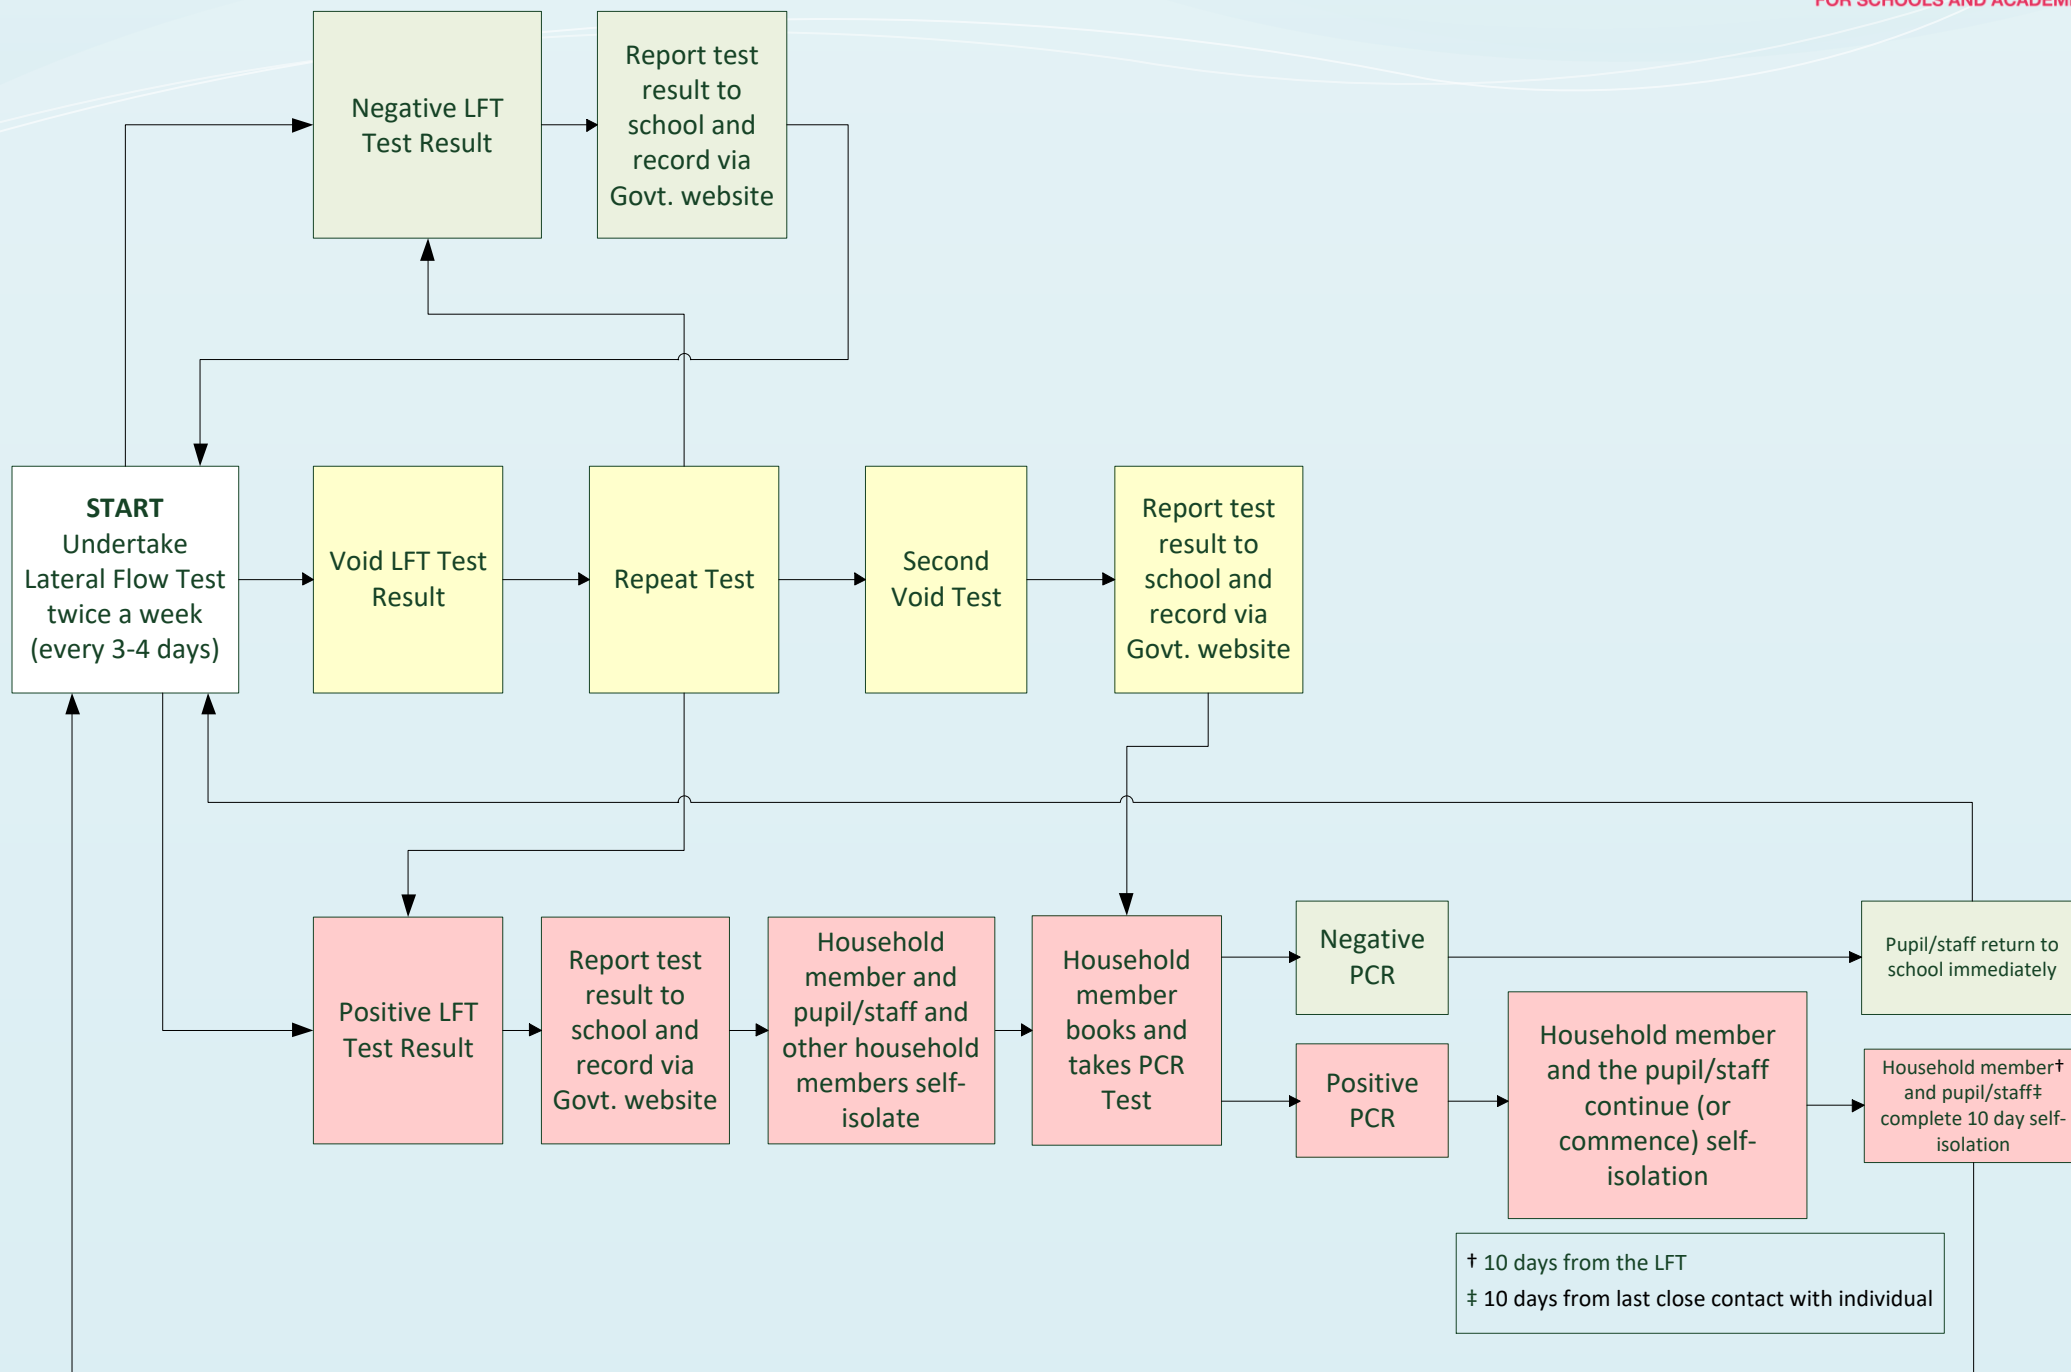 FOR SCHOOLS AND
Negative LFT
Test Result
Report test
result to
school and
record via
Govt. website
START
Undertake
Lateral Flow Test
twice a week
(every 3-4 days)
Void LFT Test
Result
Repeat Test
Second
Void Test
Report test
result to
school and
record via
Govt. website
Positive LFT
Test Result
Report test
result to
school and
record via
Govt. website
Household
member and
pupil/staff and
other household
members self-
isolate
Household
member
books and
takes PCR
Test
Negative
PCR
Pupil/staff return to
school immediately
Positive
PCR
Household member
and the pupil/staff
continue (or
commence) self-
isolation
Household member†
and pupil/staff‡
complete 10 day self-
isolation
† 10 days from the LFT
‡ 10 days from last close contact with individual